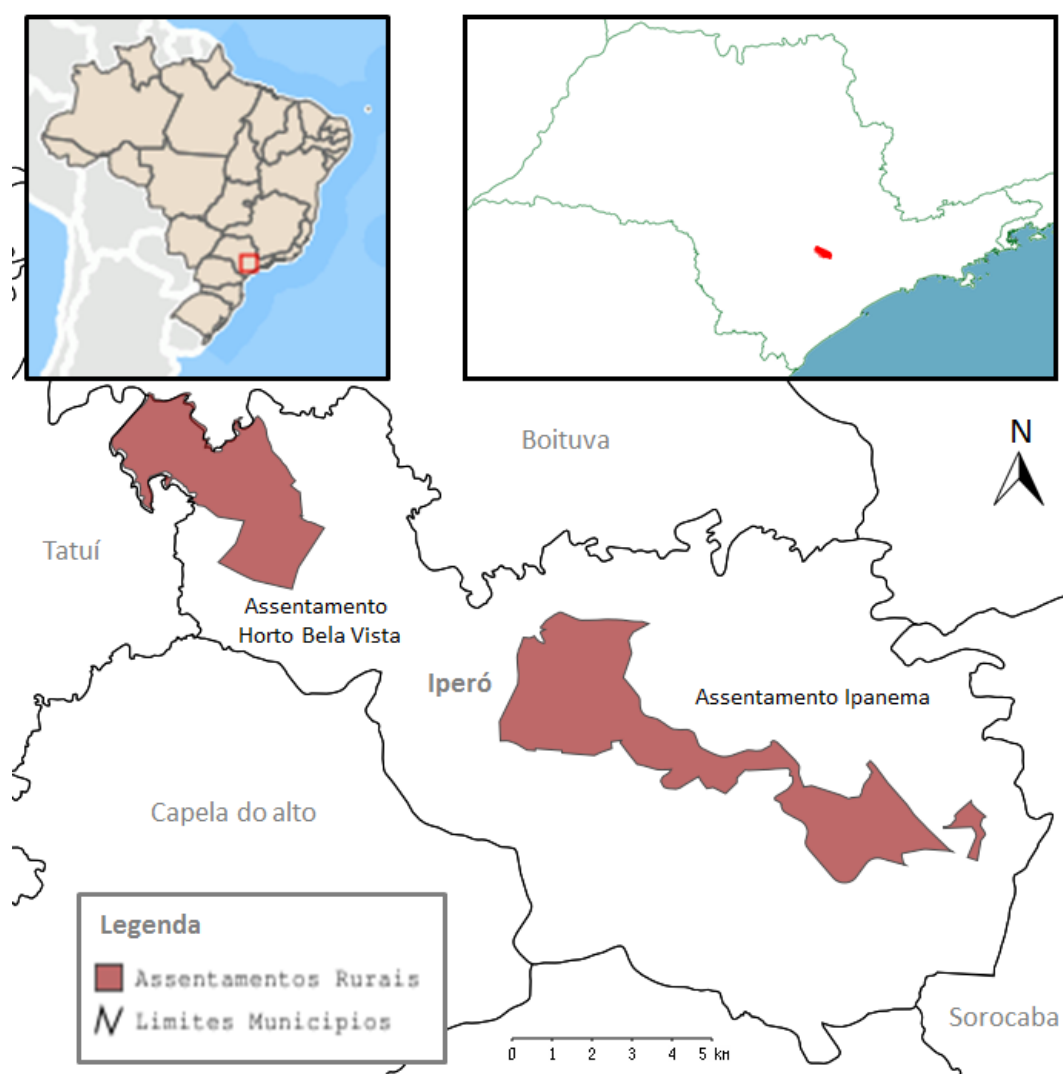 Boituva
N
Tatuí
Assentamento
Horto Bela Vista
Iperó
Assentamento Ipanema
Capela do alto
Legenda
Assentamentos Rurais
Limites Municipios
0 1 2 3 4 5 km
Sorocaba